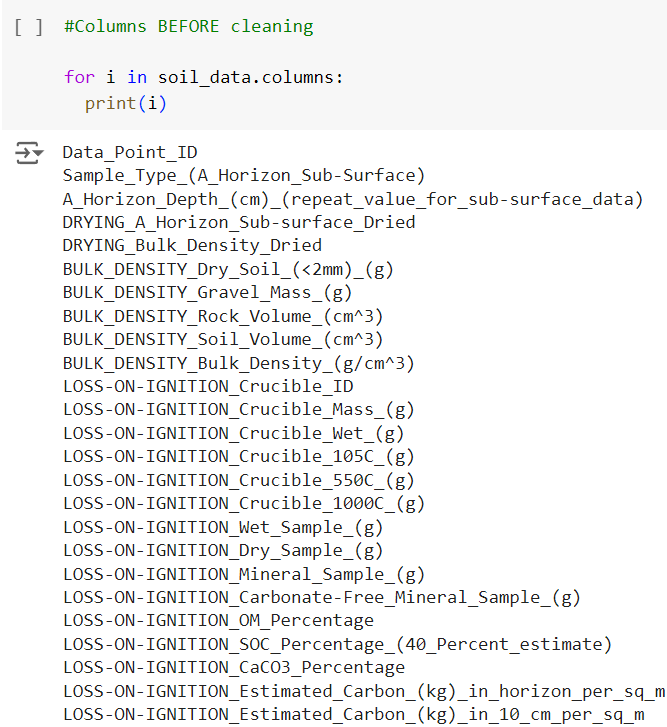 [ ] #Columns BEFORE cleaning
for i in soil_data.columns:
print(i)
Data_Point_ID
Sample_Type_(A_Horizon_Sub-Surface)
A_Horizon_Depth_(cm)_(repeat_value_for_sub-surface_data)
DRYING_A_Horizon_Sub-surface_Dried
DRYING_Bulk_Density_Dried
BULK_DENSITY_Dry_Soil_(<2mm)_(g)
BULK_DENSITY_Gravel_Mass_(g)
BULK_DENSITY_Rock_Volume_(cm^3)
BULK_DENSITY_Soil_Volume_(cm^3)
BULK_DENSITY_Bulk_Density_(g/cm^3)
LOSS-ON-IGNITION_Crucible_ID
LOSS-ON-IGNITION_Crucible_Mass_(g)
LOSS-ON-IGNITION_Crucible_Wet_(g)
LOSS-ON-IGNITION_Crucible_105C_(g)
LOSS-ON-IGNITION_Crucible_550C_(g)
LOSS-ON-IGNITION_Crucible_1000C_(g)
LOSS-ON-IGNITION_Wet_Sample_(g)
LOSS-ON-IGNITION_Dry_Sample_(g)
LOSS-ON-IGNITION_Mineral_Sample_(g)
LOSS-ON-IGNITION_Carbonate-Free_Mineral_Sample_(g)
LOSS-ON-IGNITION_OM_Percentage
LOSS-ON-IGNITION_SOC_Percentage_(40_Percent_estimate)
LOSS-ON-IGNITION_CaCO3_Percentage
LOSS-ON-IGNITION_Estimated_Carbon_(kg)_in_horizon_per_sq_m
LOSS-ON-IGNITION_Estimated_Carbon_(kg)_in_10_cm_per_sq_m